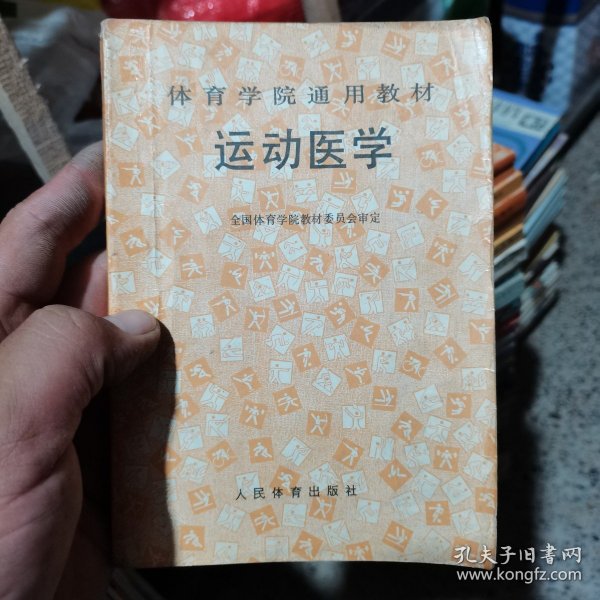 体育学院通用教材
运动医学
全国体育学院教材委员会审定
人民体育出版社
孔夫子旧书网
www.kongfz.com